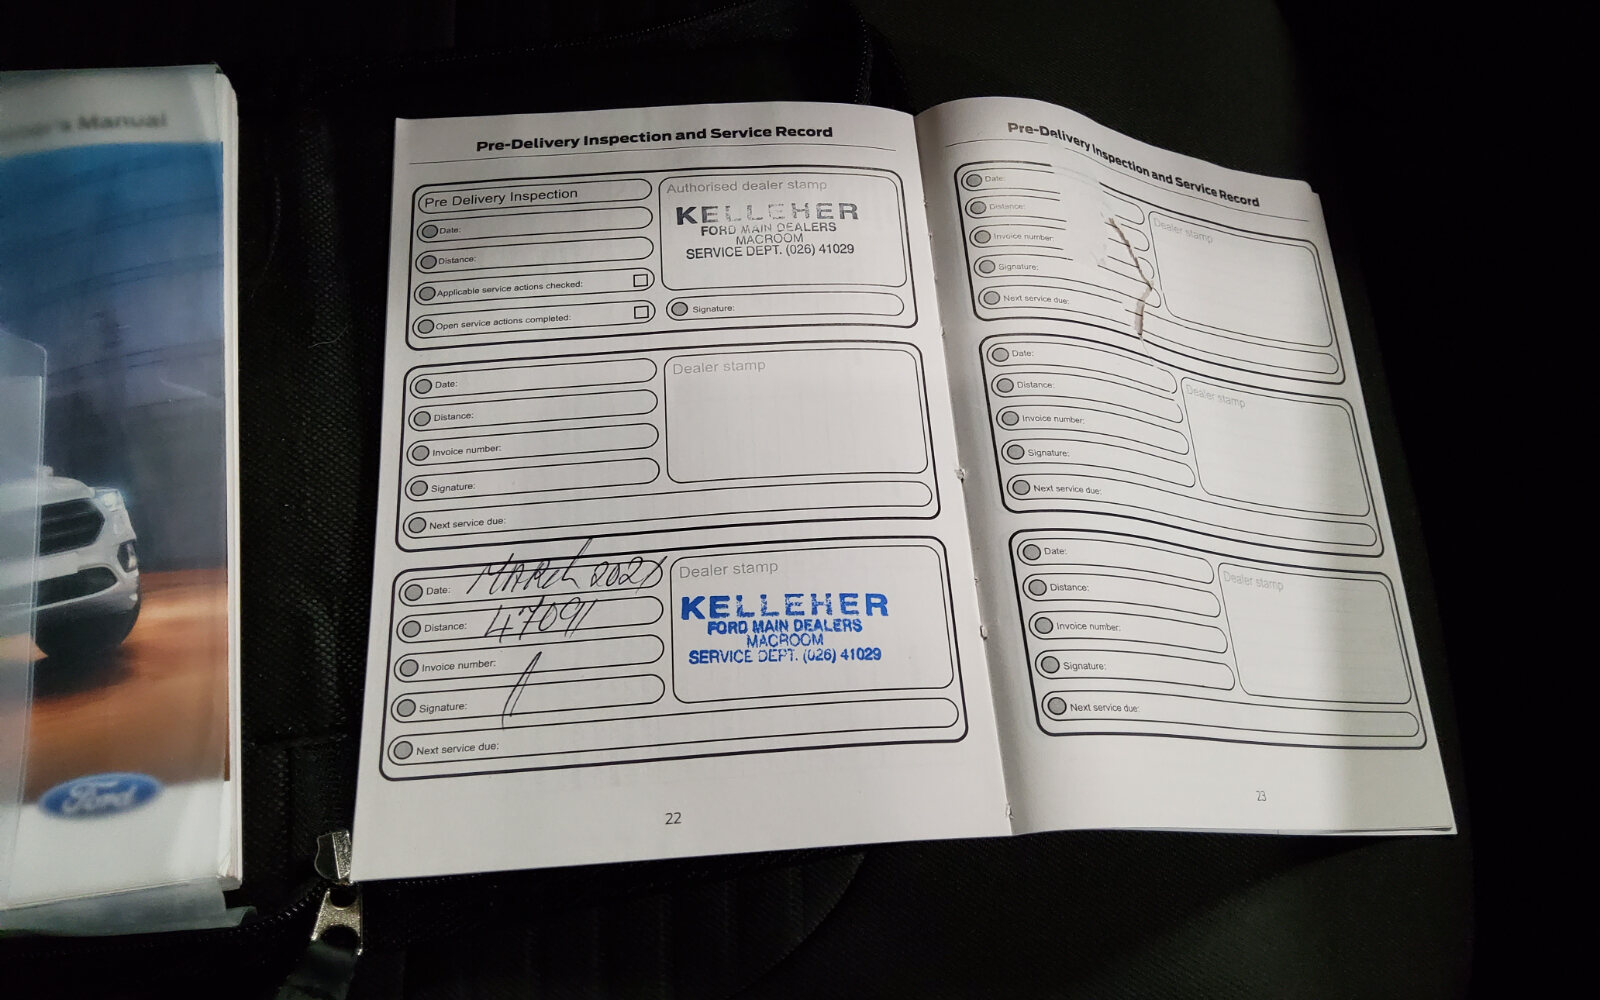 Manual
Ford
Pre-Delivery Inspection and Service Record
Pre Delivery Inspection
Date:
Distance:
Applicable service actions checked:
Open service actions completed:
Authorised dealer stamp
KELLEHER
FORD MAIN DEALERS
MACROOM
SERVICE DEPT. (026) 41029
Signature:
Date:
Distance:
Invoice number:
Signature:
Next service due:
Dealer stamp
Date: MARch 2021
Distance: 47091
Invoice number:
Signature:
Next service due:
Dealer stamp
KELLEHER
FORD MAIN DEALERS
MACROOM
SERVICE DEPT. (026) 41029
22
Pre-Delivery Inspection and Service Record
Date:
Distance:
Invoice number:
Signature:
Next service due:
Dealer stamp
Date:
Distance:
Invoice number:
Signature:
Next service due:
Dealer stamp
Date:
Distance:
Invoice number:
Signature:
Next service due:
Dealer stamp
23